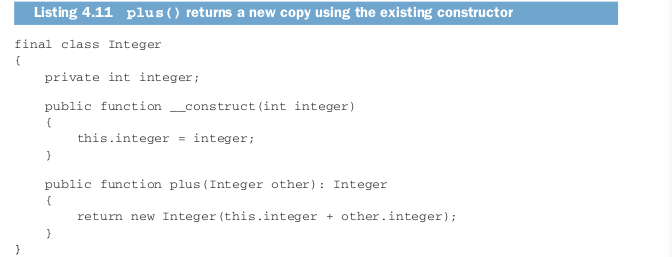 Listing 4.11 plus() returns a new copy using the existing constructor
final class Integer
{
    private int integer;
    public function __construct(int integer)
    {
        this.integer = integer;
    }
    public function plus(Integer other): Integer
    {
        return new Integer(this.integer + other.integer);
    }
}